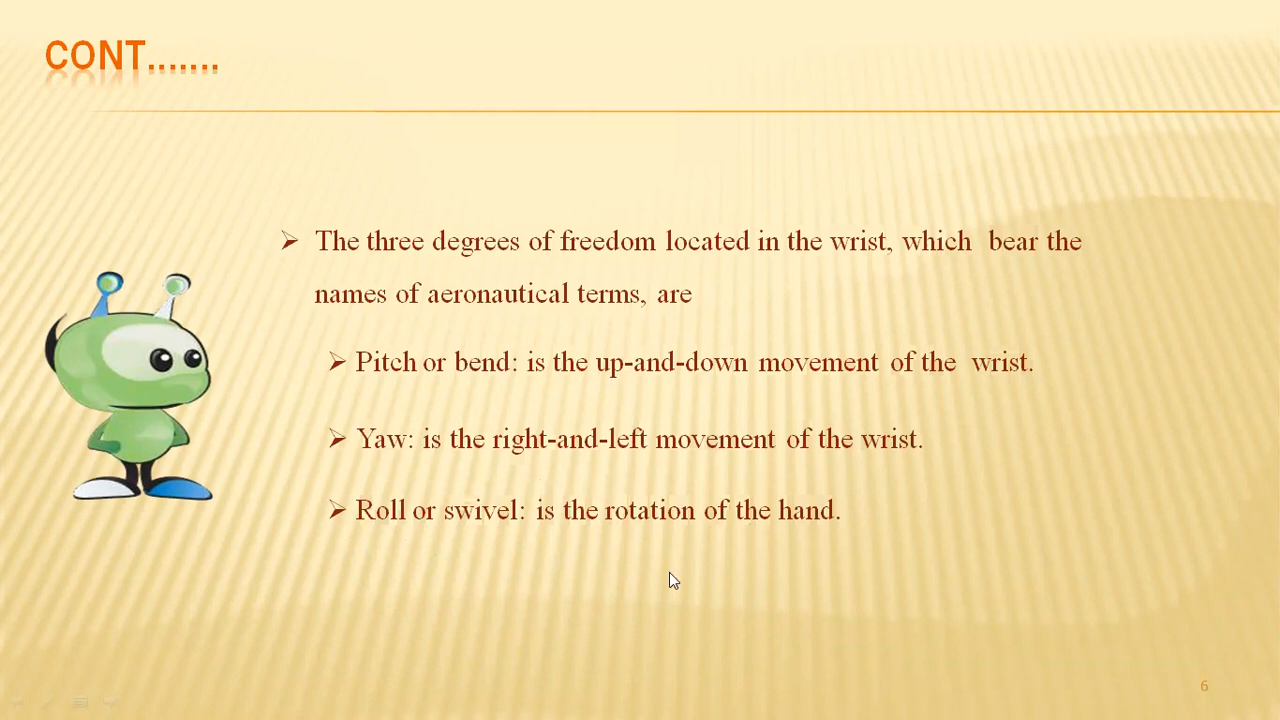 CONT.......
➢ The three degrees of freedom located in the wrist, which bear the
names of aeronautical terms, are
➢ Pitch or bend: is the up-and-down movement of the wrist.
➢ Yaw: is the right-and-left movement of the wrist.
➢ Roll or swivel: is the rotation of the hand.
6